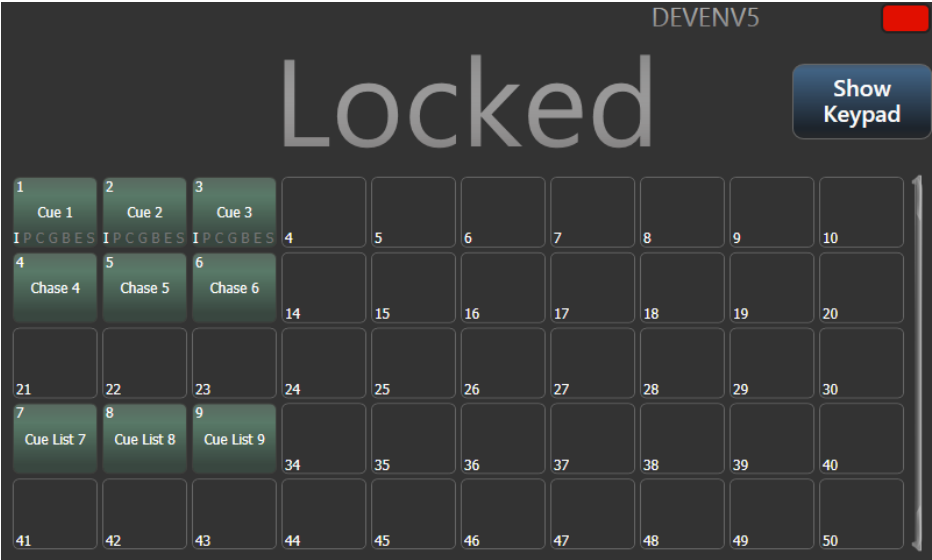 DEVENV5
Locked
Show
Keypad
1 2 3
Cue 1 Cue 2 Cue 3
I P C G B E S I P C G B E S I P C G B E S 4 5 6 7 8 9 10
4 5 6
Chase 4 Chase 5 Chase 6
14 15 16 17 18 19 20
21 22 23 24 25 26 27 28 29 30
7 8 9
Cue List 7 Cue List 8 Cue List 9
34 35 36 37 38 39 40
41 42 43 44 45 46 47 48 49 50